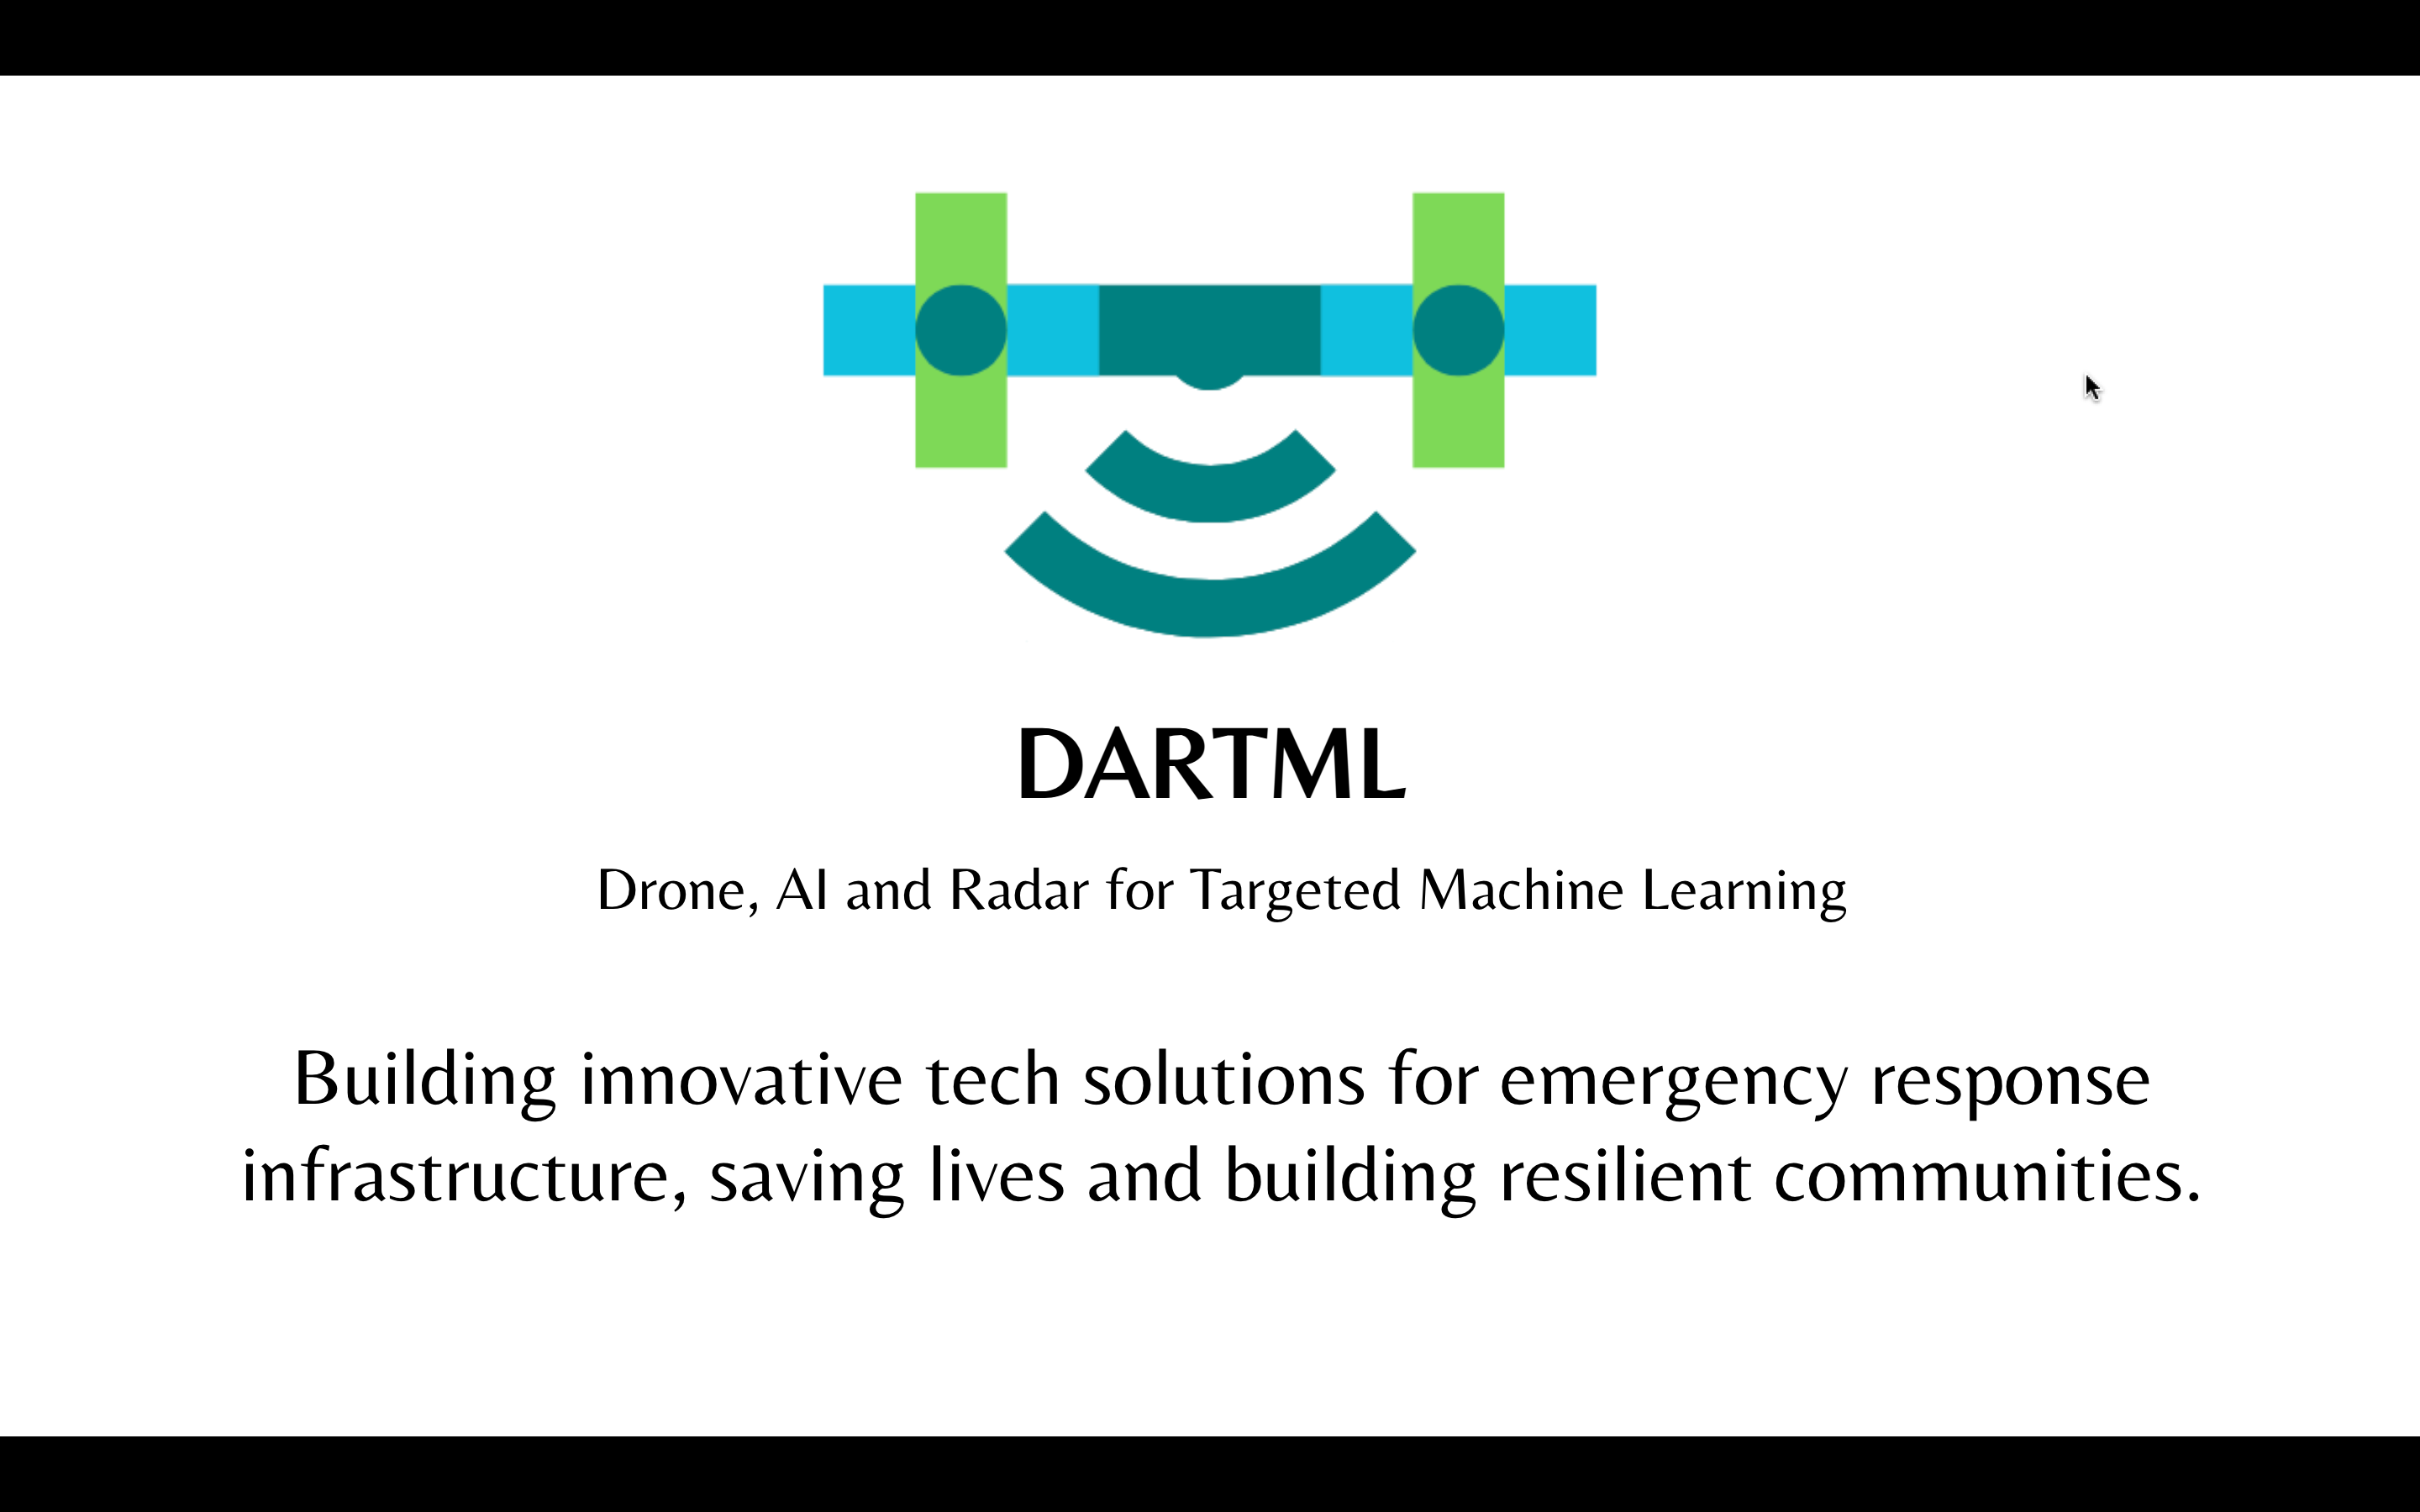 DARTML
Drone, AI and Radar for Targeted Machine Learning
Building innovative tech solutions for emergency response
infrastructure, saving lives and building resilient communities.